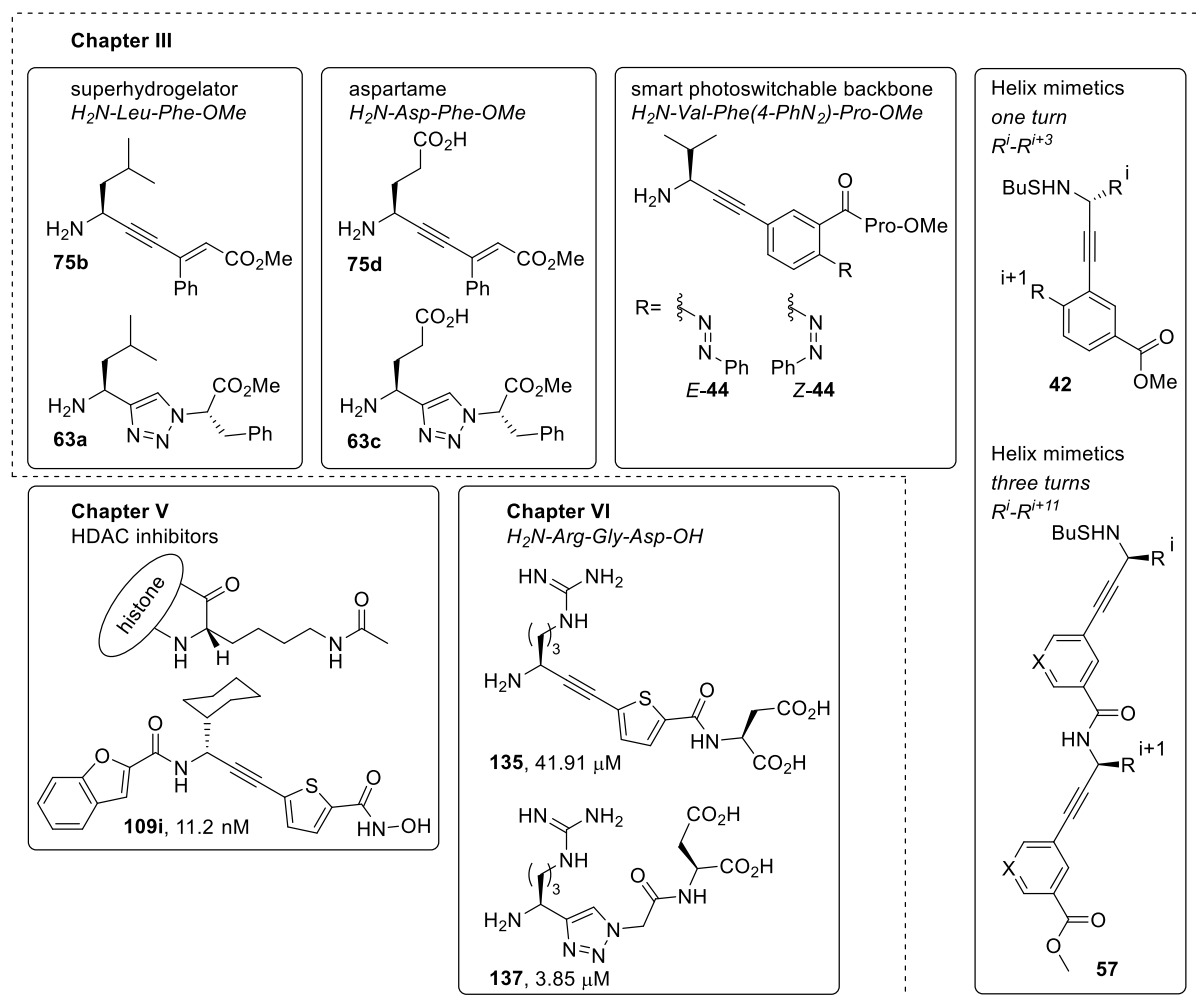 Chapter III
superhydrogelator
H2N-Leu-Phe-OMe
H2N
75b
CO2Me
Ph
H2N
63a
N
N
N
CO2Me
Ph
aspartame
H2N-Asp-Phe-OMe
CO2H
H2N
75d
CO2Me
Ph
CO2H
H2N
63c
N
N
N
CO2Me
Ph
smart photoswitchable backbone
H2N-Val-Phe(4-PhN2)-Pro-OMe
H2N
O
Pro-OMe
R
R=
N
N
Ph
E-44
N
N
Ph
Z-44
Helix mimetics
one turn
Ri-Ri+3
BuSHN
Ri
i+1R
O
OMe
42
Helix mimetics
three turns
Ri-Ri+11
BuSHN
Ri
X
O
HN
Ri+1
X
O
O
57
Chapter V
HDAC inhibitors
histone
O
N
H
H
N
H
O
O
O
N
H
S
O
HN-OH
109i, 11.2 nM
Chapter VI
H2N-Arg-Gly-Asp-OH
HN
NH2
NH
( )3
H2N
S
O
HN
CO2H
CO2H
135, 41.91 μM
HN
NH2
NH
( )3
H2N
N
N
N
O
NH
CO2H
CO2H
137, 3.85 μM